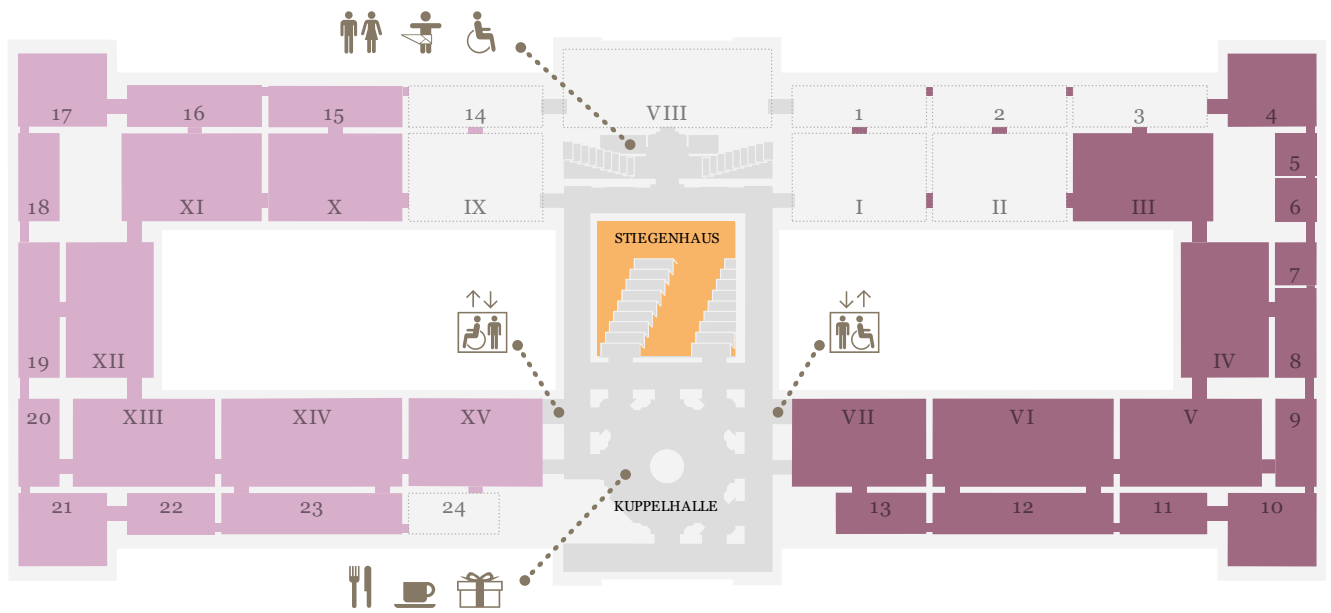 17
16
15
14
VIII
1
2
3
4
5
18
XI
X
IX
I
II
III
6
STIEGENHAUS
7
19
XII
IV
8
20
XIII
XIV
XV
VII
VI
V
9
21
22
23
24
KUPPELHALLE
13
12
11
10